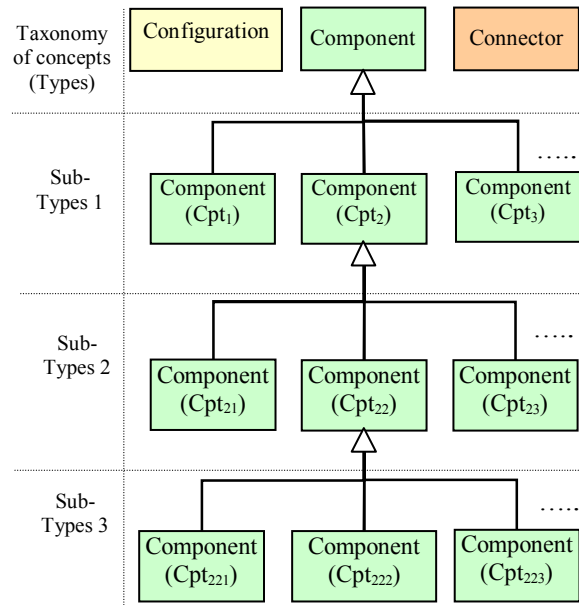 Taxonomy
of concepts
(Types)
Configuration
Component
Connector
Sub-
Types 1
Component
(Cpt₁)
Component
(Cpt₂)
Component
(Cpt₃)
.....
Sub-
Types 2
Component
(Cpt₂₁)
Component
(Cpt₂₂)
Component
(Cpt₂₃)
.....
Sub-
Types 3
Component
(Cpt₂₂₁)
Component
(Cpt₂₂₂)
Component
(Cpt₂₂₃)
.....